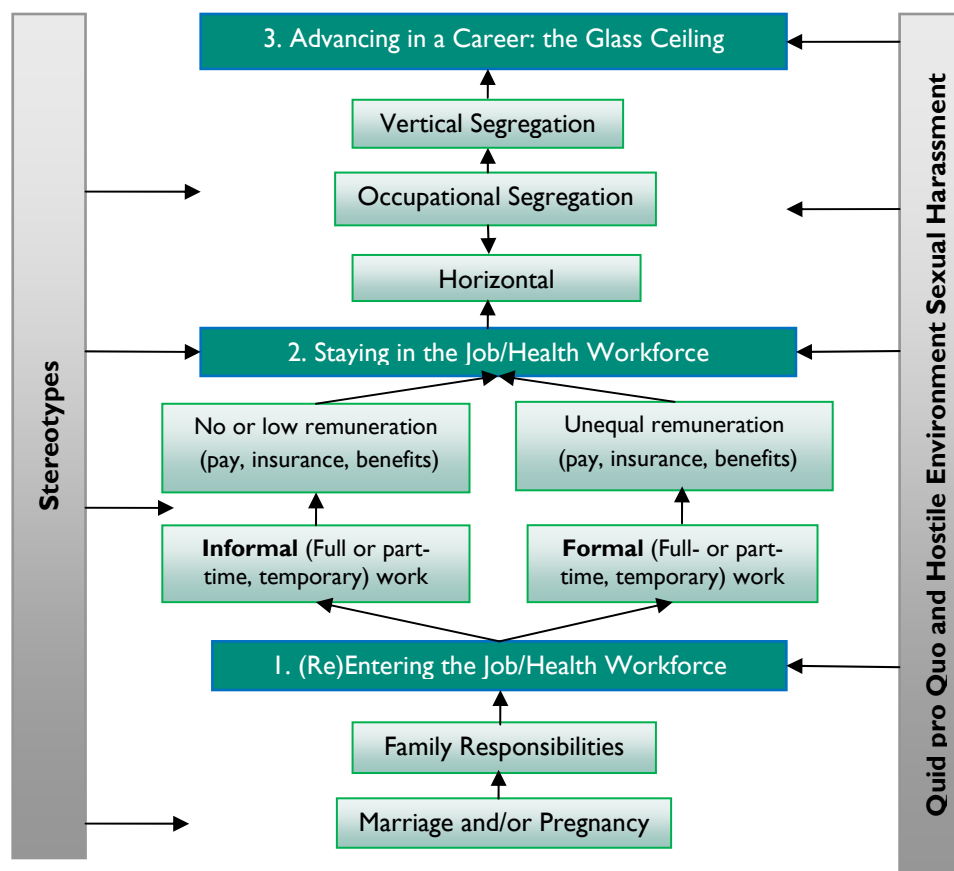 3. Advancing in a Career: the Glass Ceiling
Vertical Segregation
Occupational Segregation
Horizontal
2. Staying in the Job/Health Workforce
No or low remuneration
(pay, insurance, benefits)
Unequal remuneration
(pay, insurance, benefits)
Informal (Full or part-
time, temporary) work
Formal (Full- or part-
time, temporary) work
1. (Re)Entering the Job/Health Workforce
Family Responsibilities
Marriage and/or Pregnancy
Stereotypes
Quid pro Quo and Hostile Environment Sexual Harassment